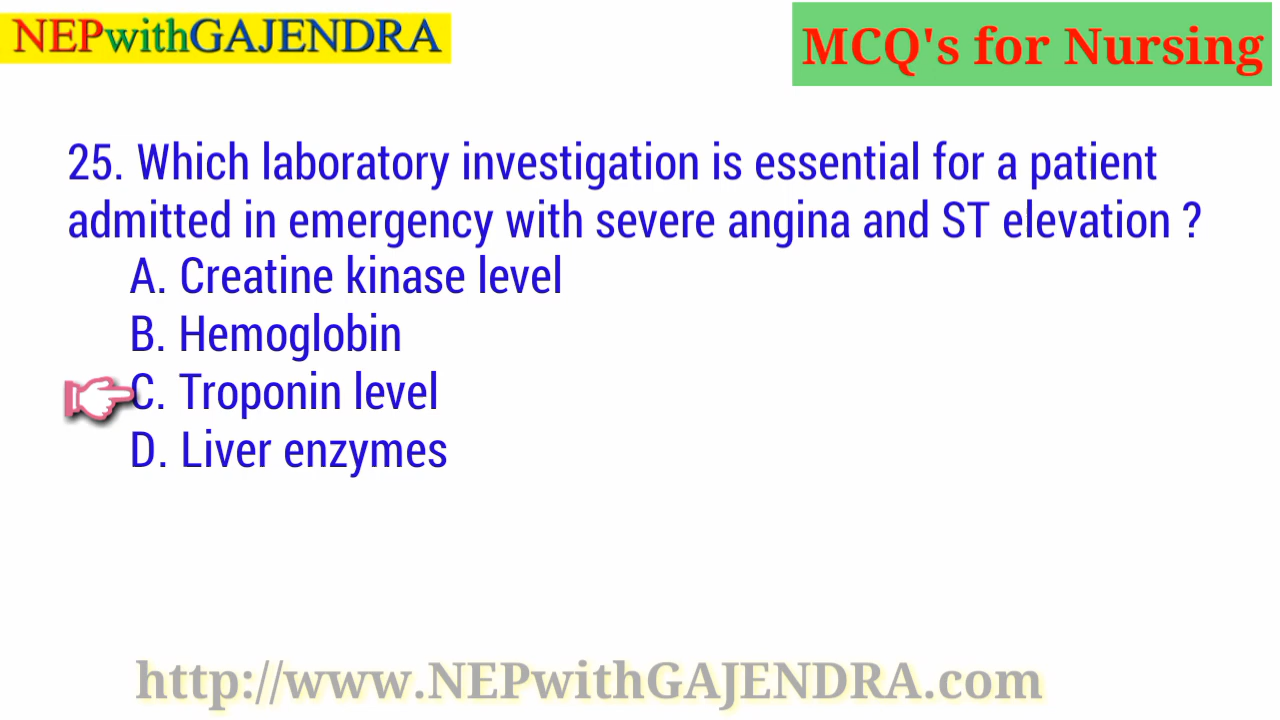 NEPwithGAJENDRA
MCQ's for Nursing
25. Which laboratory investigation is essential for a patient
admitted in emergency with severe angina and ST elevation ?
A. Creatine kinase level
B. Hemoglobin
C. Troponin level
D. Liver enzymes
http://www.NEPwithGAJENDRA.com